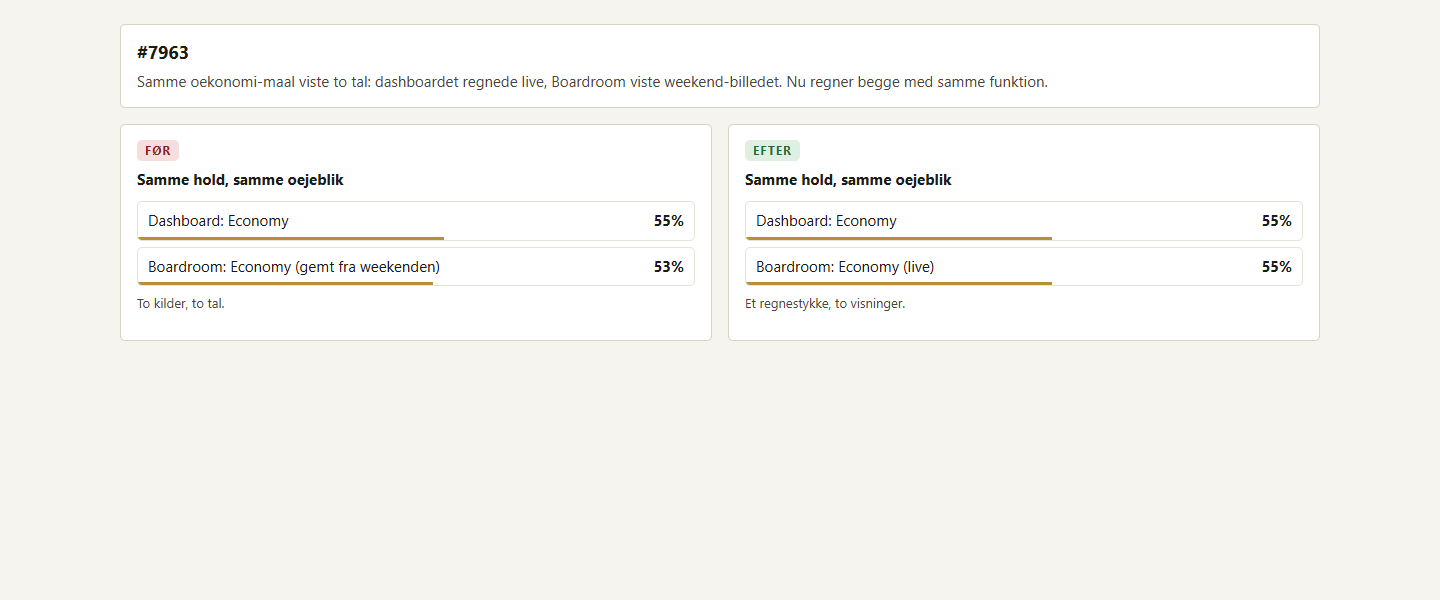 #7963
Samme oekonomi-maal viste to tal: dashboardet regnede live, Boardroom viste weekend-billedet. Nu regner begge med samme funktion.
FØR
Samme hold, samme oejeblik
Dashboard: Economy 55%
Boardroom: Economy (gemt fra weekenden) 53%
To kilder, to tal.
EFTER
Samme hold, samme oejeblik
Dashboard: Economy 55%
Boardroom: Economy (live) 55%
Et regnestykke, to visninger.